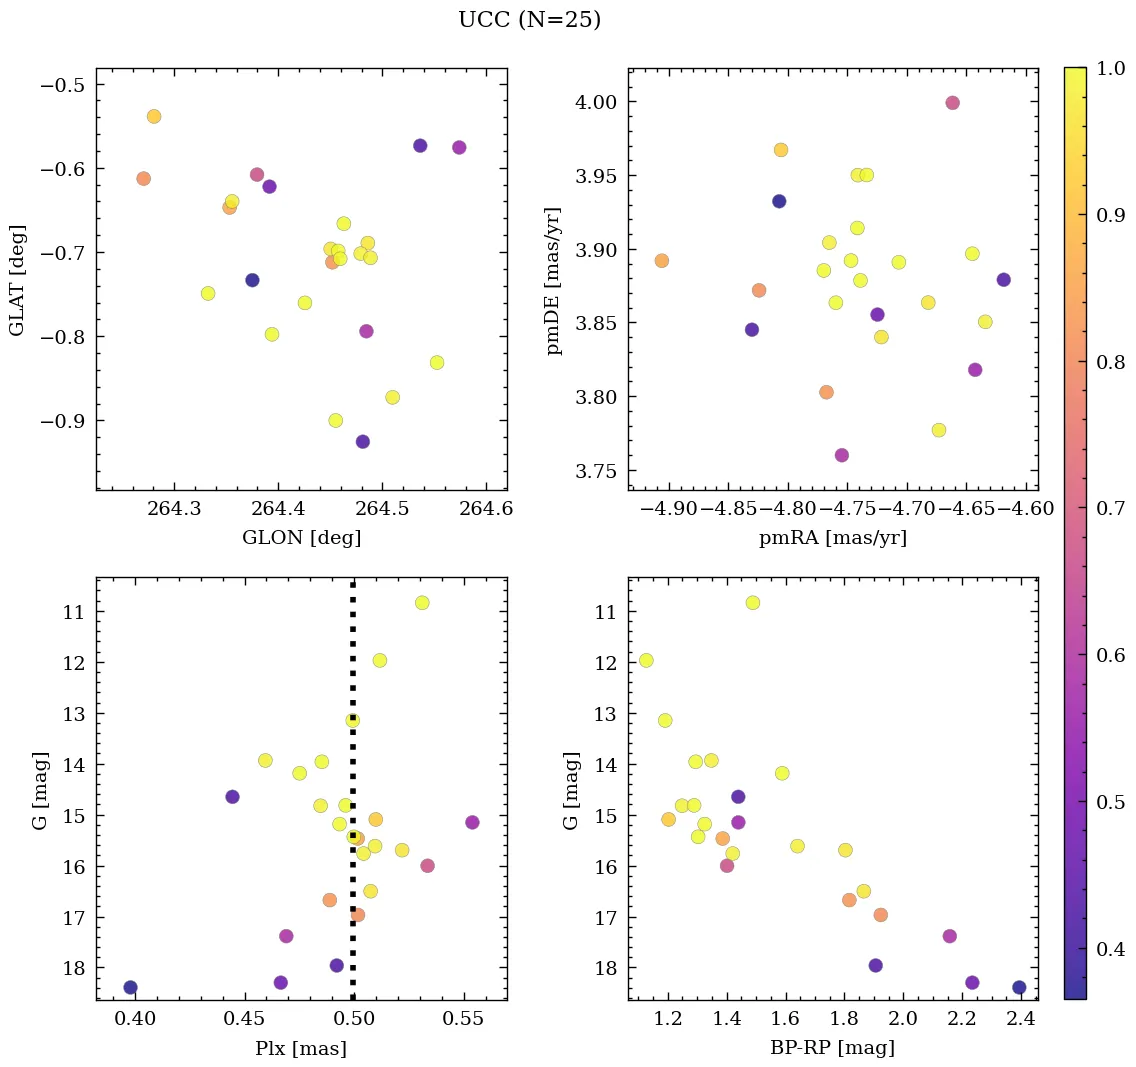 UCC (N=25)
−0.5
−0.6
−0.7
−0.8
−0.9
GLAT [deg]
264.3 264.4 264.5 264.6
GLON [deg]
4.00
3.95
3.90
3.85
3.80
3.75
pmDE [mas/yr]
−4.90 −4.85 −4.80 −4.75 −4.70 −4.65 −4.60
pmRA [mas/yr]
11
12
13
14
15
16
17
18
G [mag]
0.40 0.45 0.50 0.55
Plx [mas]
11
12
13
14
15
16
17
18
G [mag]
1.2 1.4 1.6 1.8 2.0 2.2 2.4
BP-RP [mag]
1.0
0.9
0.8
0.7
0.6
0.5
0.4